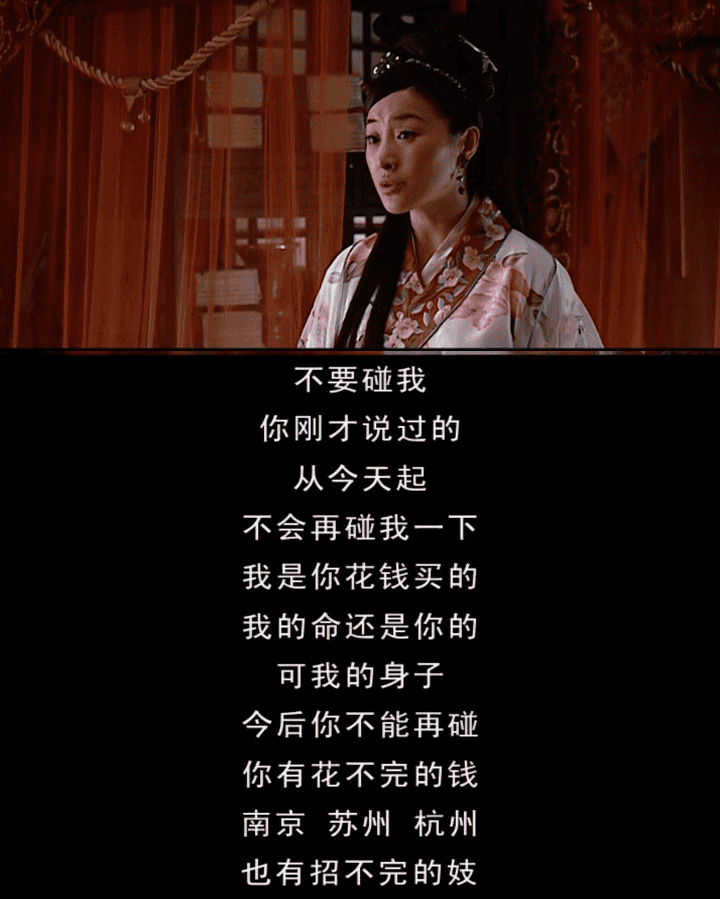 不要碰我
你刚才说过的
从今天起
不会再碰我一下
我是你花钱买的
我的命还是你的
可我的身子
今后你不能再碰
你有花不完的钱
南京 苏州 杭州
也有招不完的妓